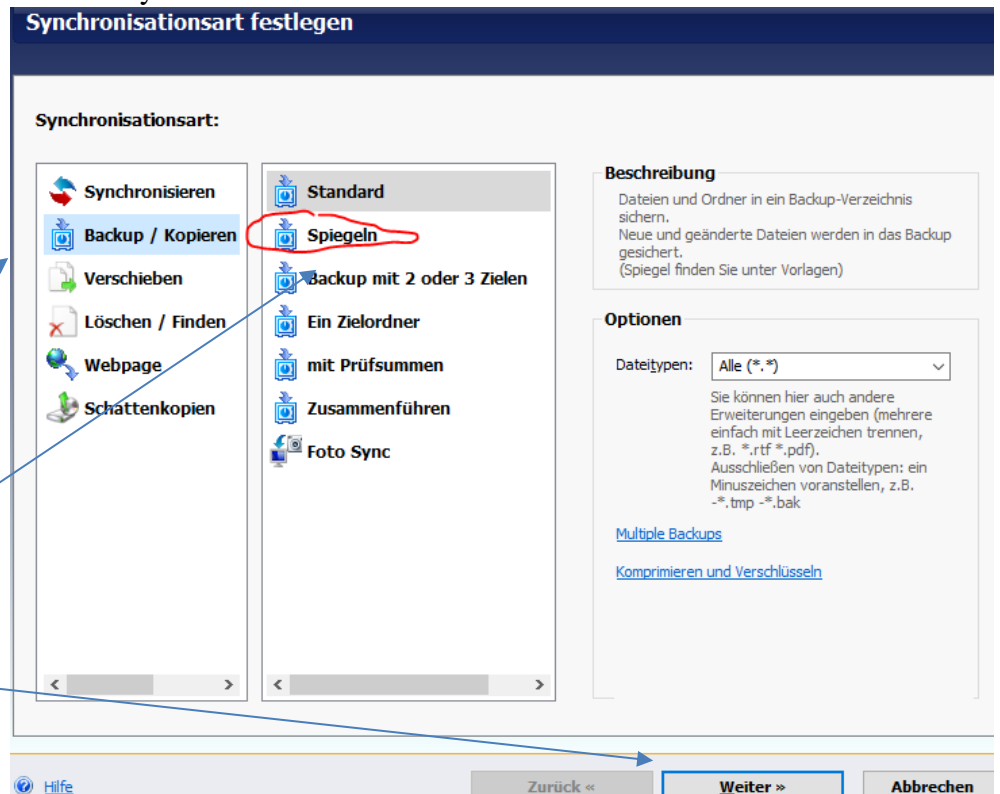 Synchronisationsart festlegen
Synchronisationsart:
Synchronisieren
Backup / Kopieren
Verschieben
Löschen / Finden
Webpage
Schattenkopien
Standard
Spiegeln
Backup mit 2 oder 3 Zielen
Ein Zielordner
mit Prüfsummen
Zusammenführen
Foto Sync
Beschreibung
Dateien und Ordner in ein Backup-Verzeichnis
sichern.
Neue und geänderte Dateien werden in das Backup
gesichert.
(Spiegel finden Sie unter Vorlagen)
Optionen
Dateitypen:
Alle (*.*)
Sie können hier auch andere
Erweiterungen eingeben (mehrere
einfach mit Leerzeichen trennen,
z.B. *.rtf *.pdf).
Ausschließen von Dateitypen: ein
Minuszeichen voranstellen, z.B.
-*.tmp -*.bak
Multiple Backups
Komprimieren und Verschlüsseln
Hilfe
Zurück «
Weiter »
Abbrechen